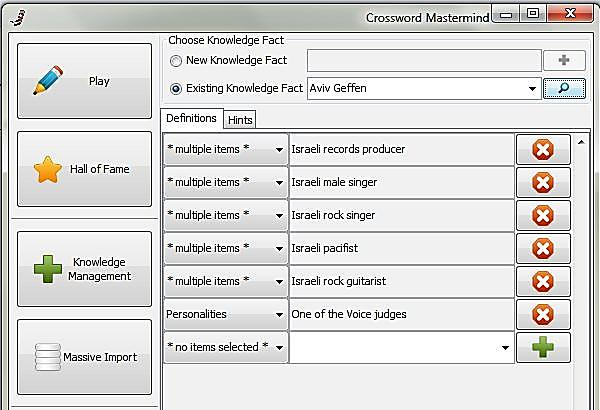 Crossword Mastermind
Play
Hall of Fame
Knowledge
Management
Massive Import
Choose Knowledge Fact
New Knowledge Fact
Existing Knowledge Fact Aviv Geffen
Definitions Hints
* multiple items * Israeli records producer
* multiple items * Israeli male singer
* multiple items * Israeli rock singer
* multiple items * Israeli pacifist
* multiple items * Israeli rock guitarist
Personalities One of the Voice judges
* no items selected *